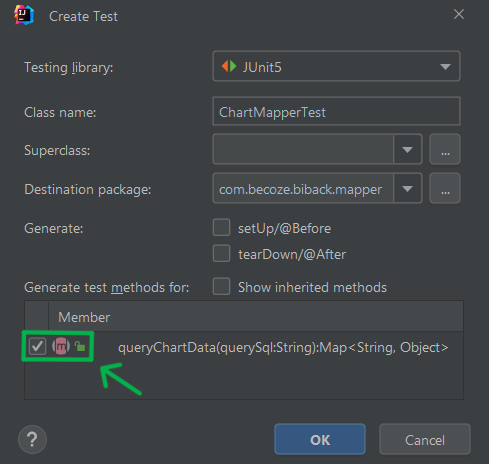 Create Test
Testing library: JUnit5
Class name: ChartMapperTest
Superclass: ...
Destination package: com.becoze.biback.mapper ...
Generate: setUp/@Before
tearDown/@After
Generate test methods for: Show inherited methods
Member
m queryChartData(querySql:String):Map<String, Object>
? OK Cancel